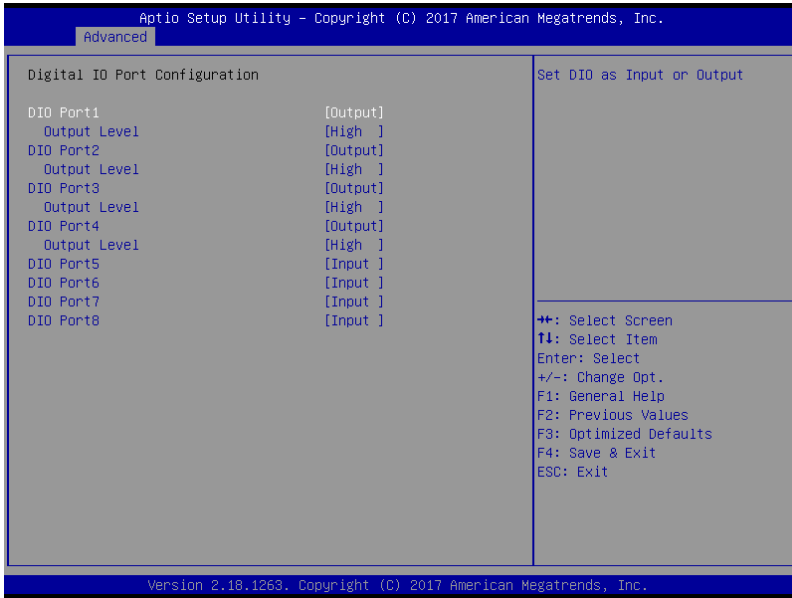 Aptio Setup Utility – Copyright (C) 2017 American Megatrends, Inc.
Advanced
Digital IO Port Configuration
DIO Port1 [Output]
Output Level [High ]
DIO Port2 [Output]
Output Level [High ]
DIO Port3 [Output]
Output Level [High ]
DIO Port4 [Output]
Output Level [High ]
DIO Port5 [Input ]
DIO Port6 [Input ]
DIO Port7 [Input ]
DIO Port8 [Input ]
Set DIO as Input or Output
→←: Select Screen
↑↓: Select Item
Enter: Select
+/-: Change Opt.
F1: General Help
F2: Previous Values
F3: Optimized Defaults
F4: Save & Exit
ESC: Exit
Version 2.18.1263. Copyright (C) 2017 American Megatrends, Inc.